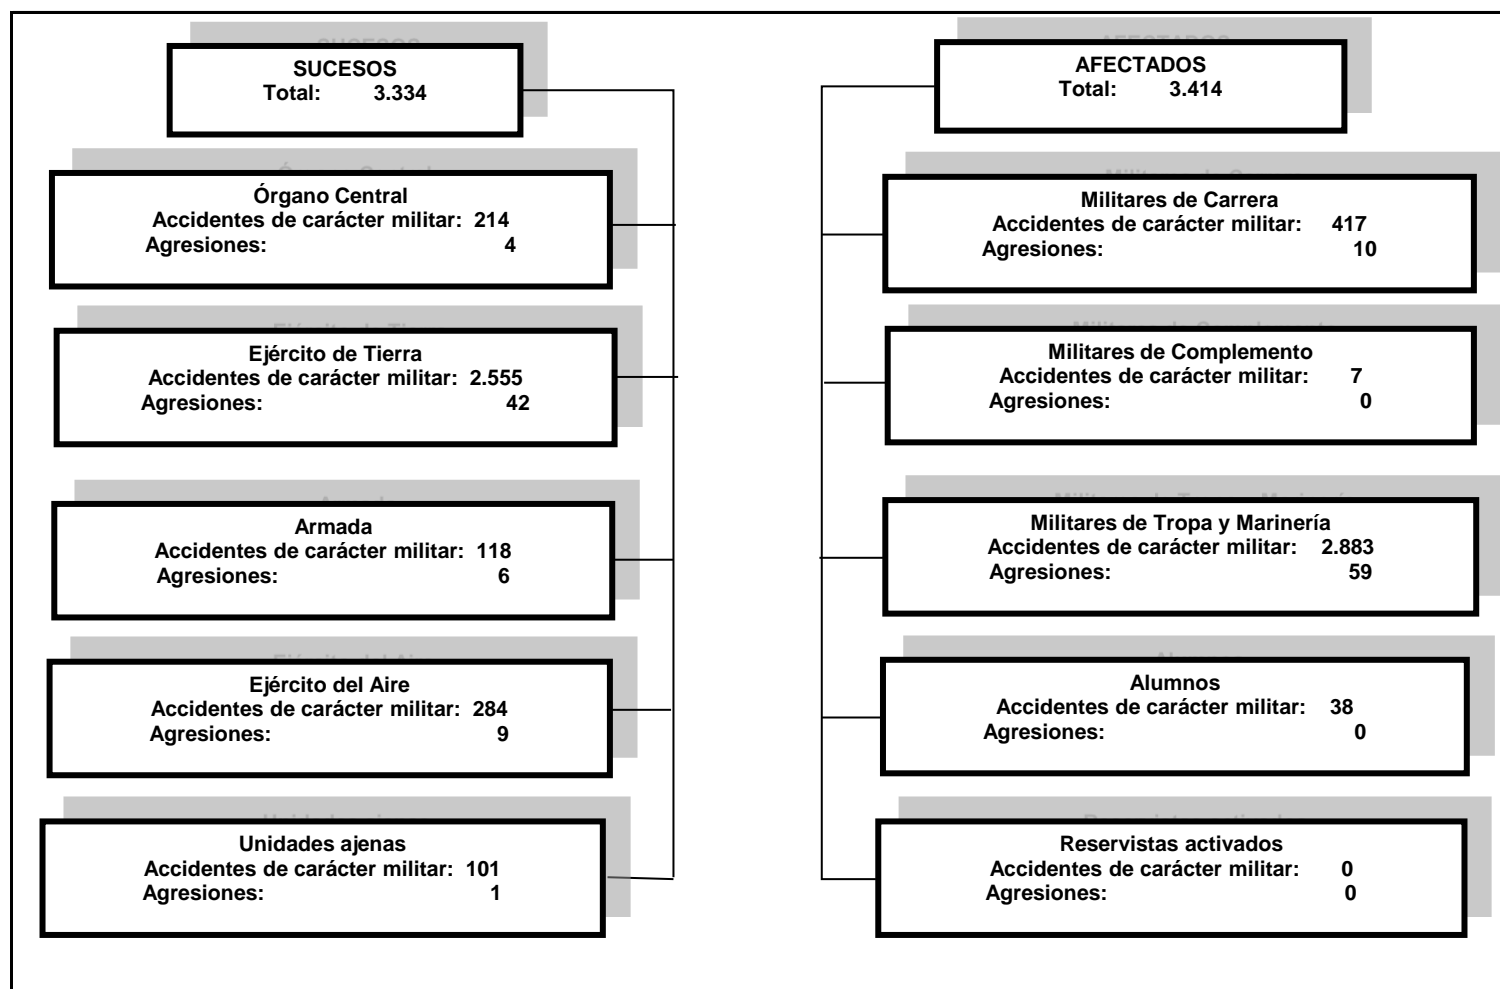 SUCESOS
Total: 3.334
Órgano Central
Accidentes de carácter militar: 214
Agresiones: 4
Ejército de Tierra
Accidentes de carácter militar: 2.555
Agresiones: 42
Armada
Accidentes de carácter militar: 118
Agresiones: 6
Ejército del Aire
Accidentes de carácter militar: 284
Agresiones: 9
Unidades ajenas
Accidentes de carácter militar: 101
Agresiones: 1
AFECTADOS
Total: 3.414
Militares de Carrera
Accidentes de carácter militar: 417
Agresiones: 10
Militares de Complemento
Accidentes de carácter militar: 7
Agresiones: 0
Militares de Tropa y Marinería
Accidentes de carácter militar: 2.883
Agresiones: 59
Alumnos
Accidentes de carácter militar: 38
Agresiones: 0
Reservistas activados
Accidentes de carácter militar: 0
Agresiones: 0